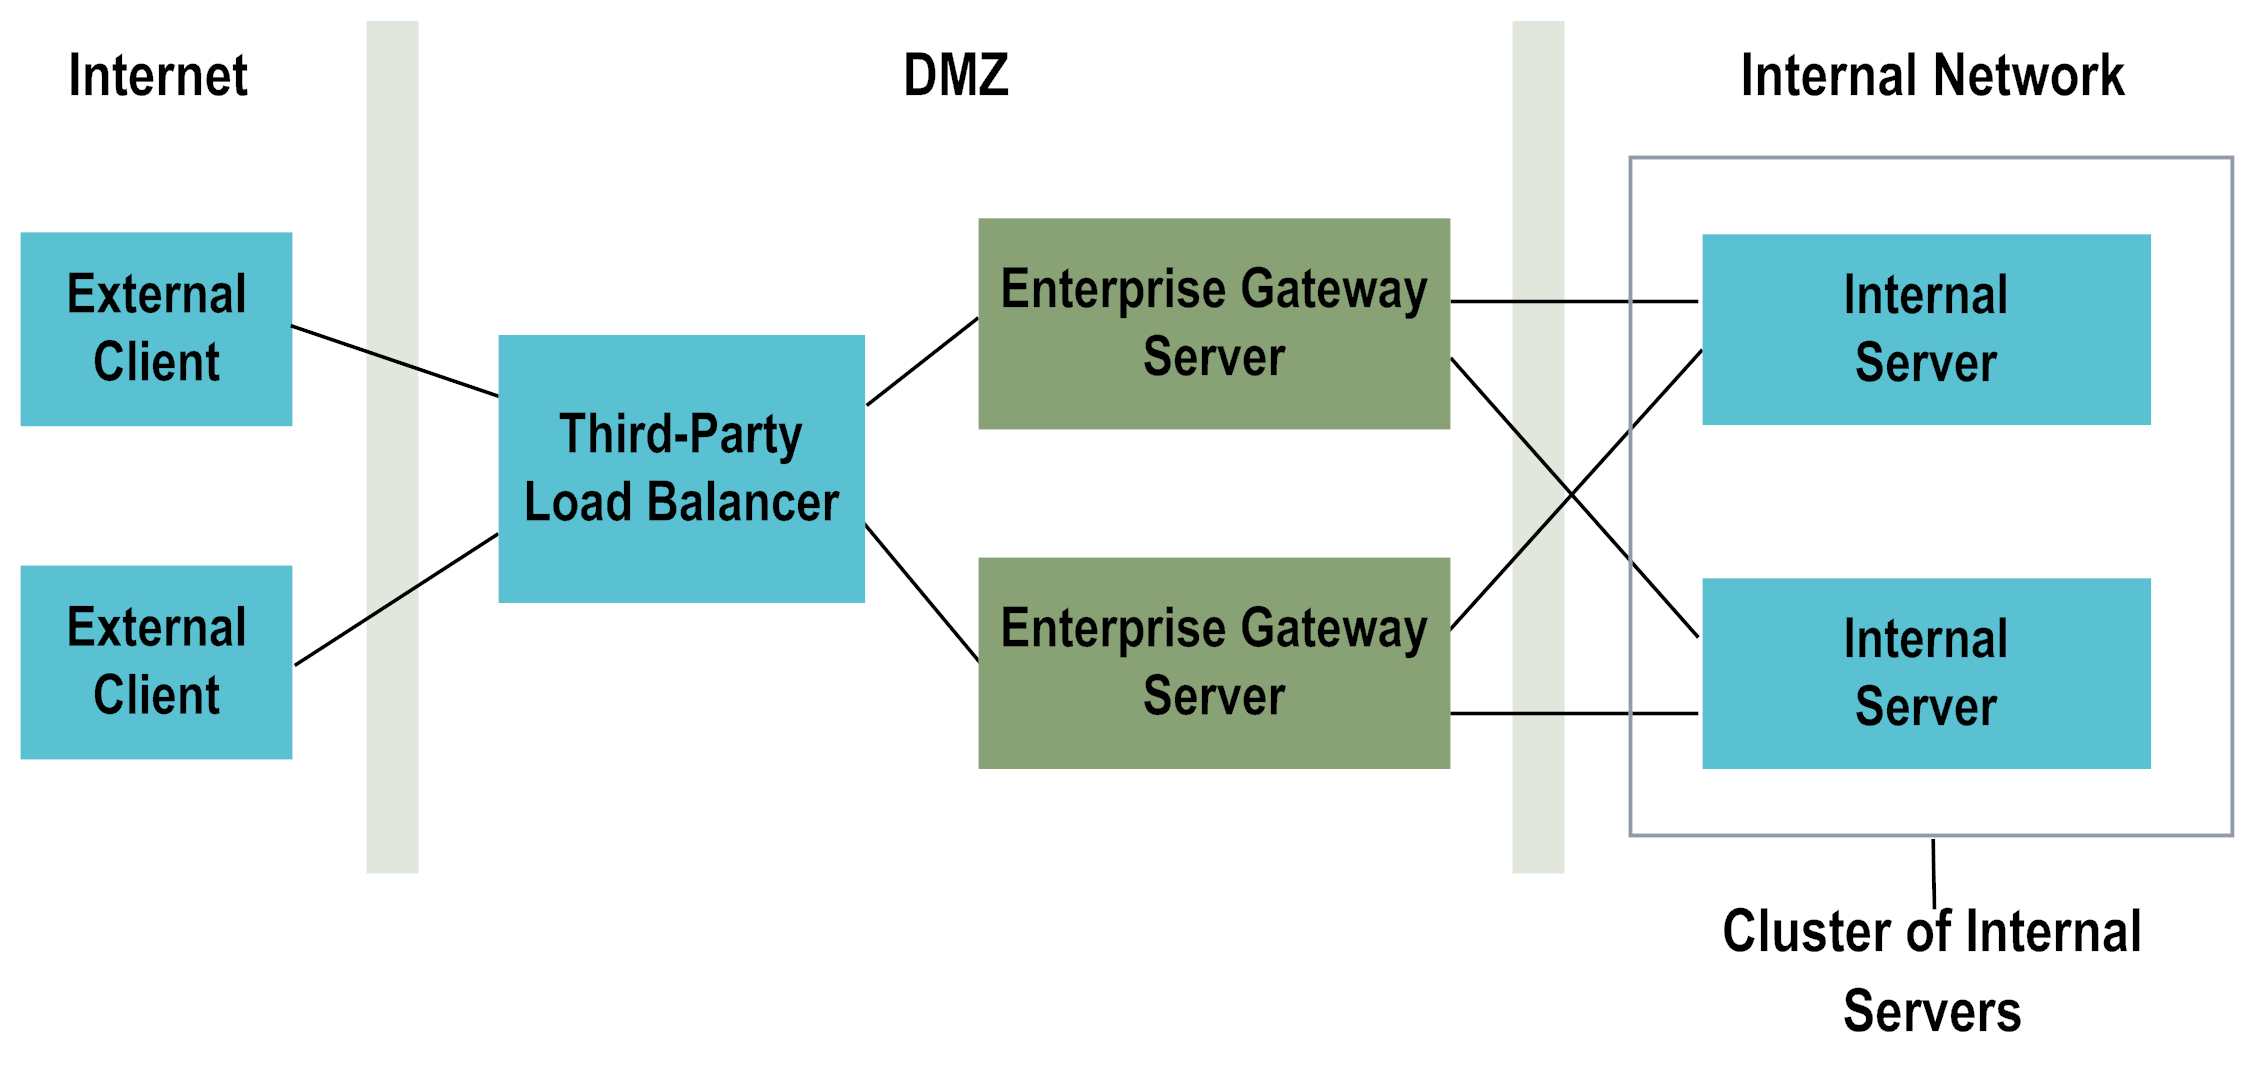 Internet
DMZ
Internal Network
External
Client
External
Client
Third-Party
Load Balancer
Enterprise Gateway
Server
Enterprise Gateway
Server
Internal
Server
Internal
Server
Cluster of Internal
Servers